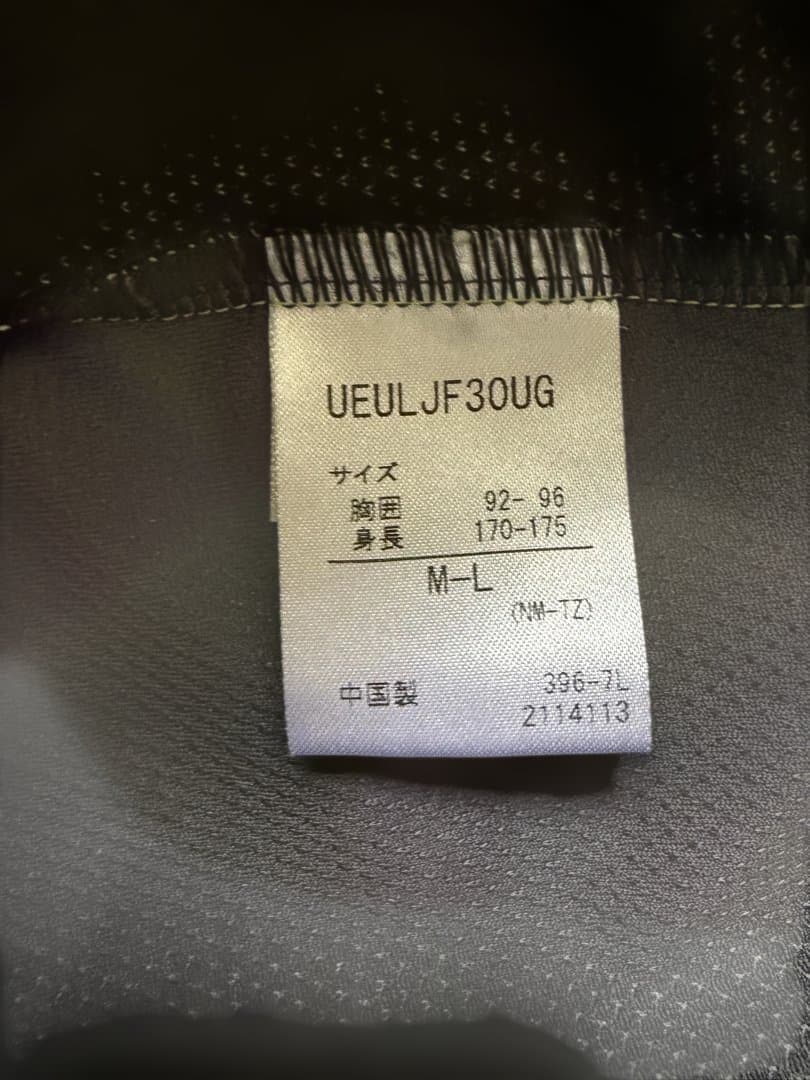 UEULJF30UG
サイズ
胸囲 92- 96
身長 170-175
M-L
(NM-TZ)
中国製 396-7L
2114113